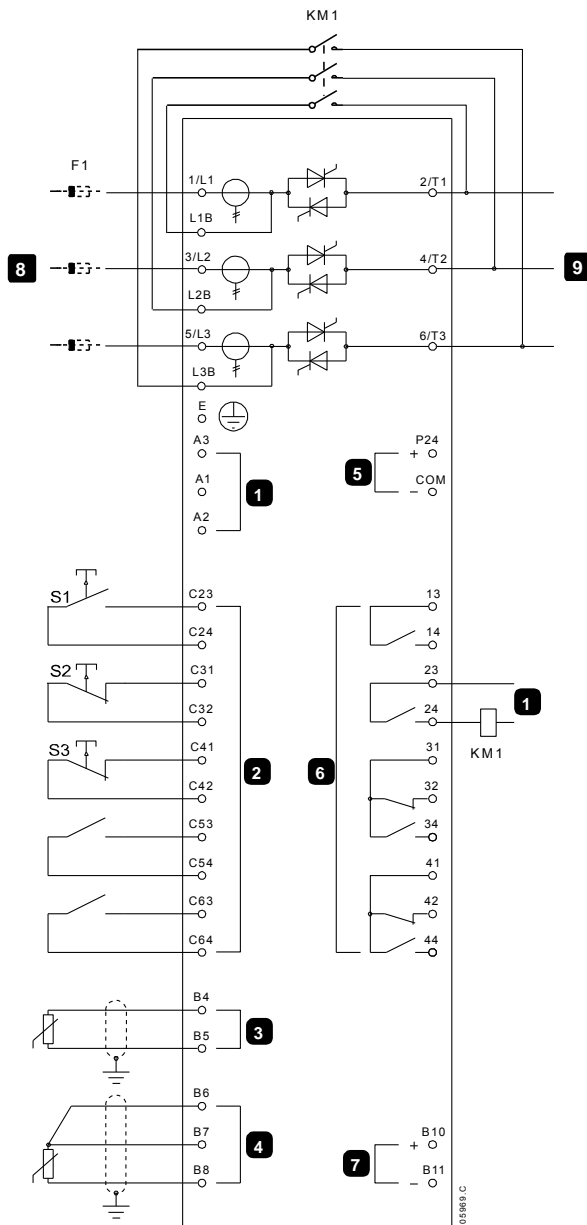 KM1
F1
1/L1
2/T1
L1B
8
3/L2
4/T2
9
L2B
5/L3
6/T3
L3B
E
A3
P24
1
5
+
A1
COM
-
A2
S1
C23
13
C24
14
S2
C31
23
1
C32
24
KM1
S3
C41
31
2
6
C42
32
C53
34
C54
41
C63
42
C64
44
B4
3
B5
B6
B7
4
7
+
B10
B8
-
B11
05969.C